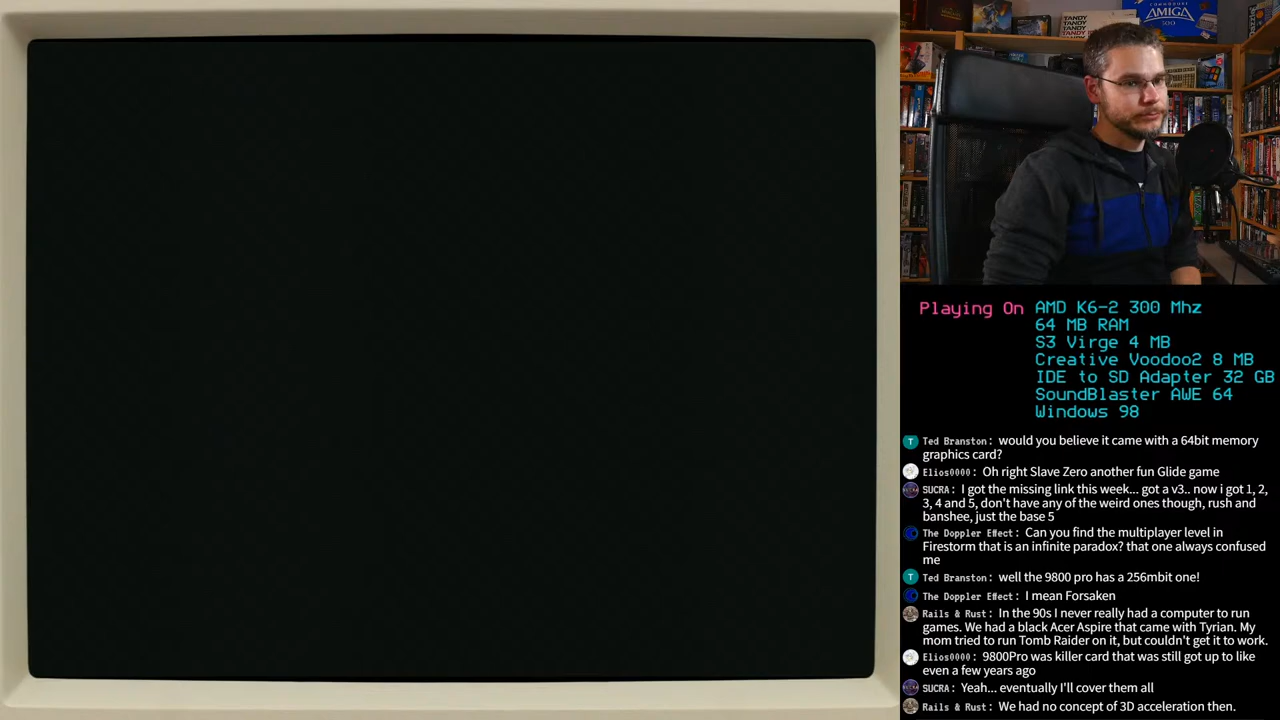 TANDY
TANDY
TANDY
AMIGA
500
Playing On AMD K6-2 300 Mhz
64 MB RAM
S3 Virge 4 MB
Creative Voodoo2 8 MB
IDE to SD Adapter 32 GB
SoundBlaster AWE 64
Windows 98
T Ted Branston: would you believe it came with a 64bit memory
graphics card?
Elios0000: Oh right Slave Zero another fun Glide game
SUCRA: I got the missing link this week... got a v3.. now i got 1, 2,
3, 4 and 5, don't have any of the weird ones though, rush and
banshee, just the base 5
The Doppler Effect: Can you find the multiplayer level in
Firestorm that is an infinite paradox? that one always confused
me
T Ted Branston: well the 9800 pro has a 256mbit one!
The Doppler Effect: I mean Forsaken
Rails & Rust: In the 90s I never really had a computer to run
games. We had a black Acer Aspire that came with Tyrian. My
mom tried to run Tomb Raider on it, but couldn't get it to work.
Elios0000: 9800Pro was killer card that was still got up to like
even a few years ago
SUCRA: Yeah... eventually I'll cover them all
Rails & Rust: We had no concept of 3D acceleration then.